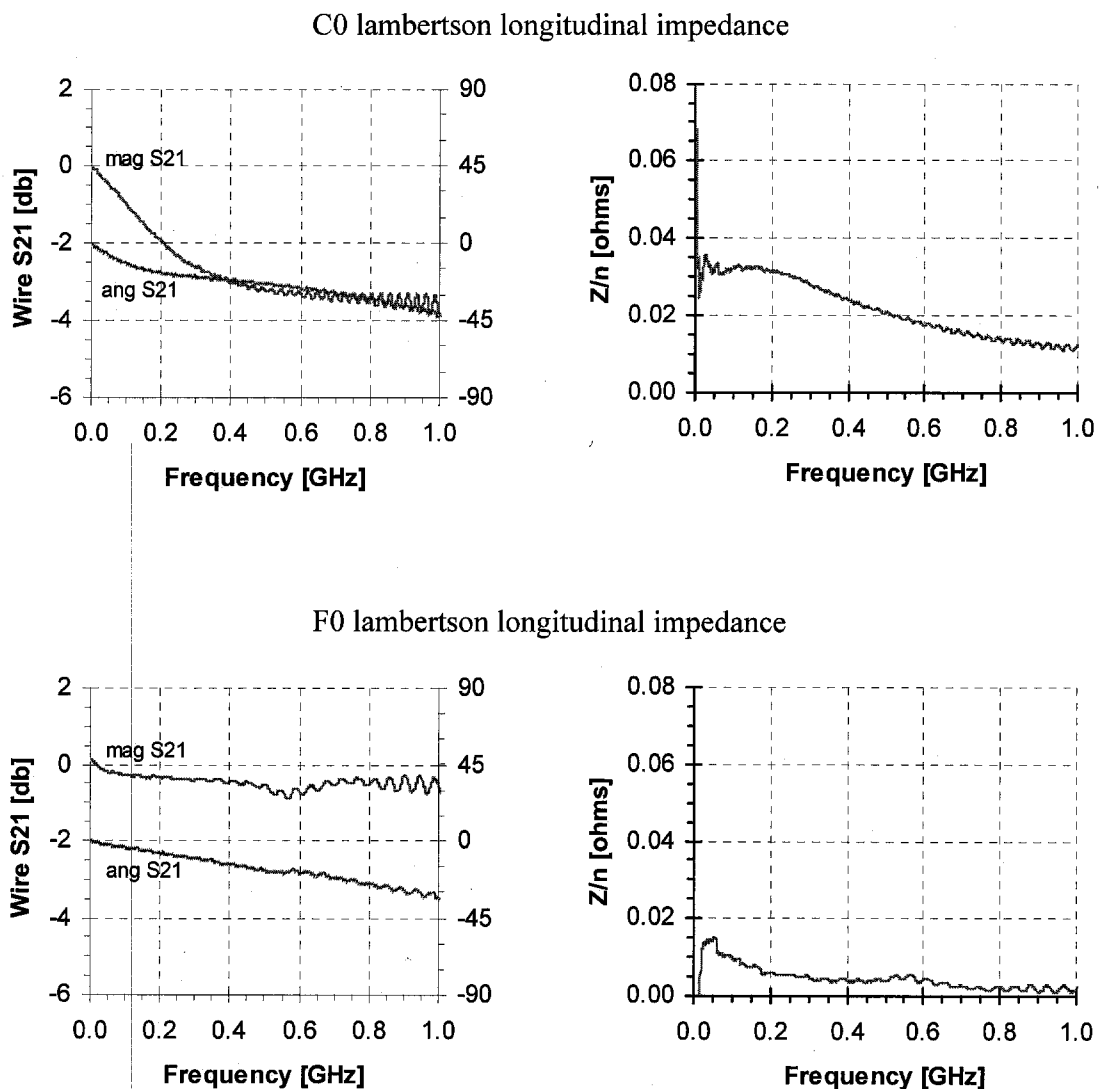 C0 lambertson longitudinal impedance
2
0
-2
-4
-6
90
45
0
-45
-90
mag S21
ang S21
Wire S21 [db]
0.0 0.2 0.4 0.6 0.8 1.0
Frequency [GHz]
0.08
0.06
0.04
0.02
0.00
Z/n [ohms]
0.0 0.2 0.4 0.6 0.8 1.0
Frequency [GHz]
F0 lambertson longitudinal impedance
2
0
-2
-4
-6
90
45
0
-45
-90
mag S21
ang S21
Wire S21 [db]
0.0 0.2 0.4 0.6 0.8 1.0
Frequency [GHz]
0.08
0.06
0.04
0.02
0.00
Z/n [ohms]
0.0 0.2 0.4 0.6 0.8 1.0
Frequency [GHz]